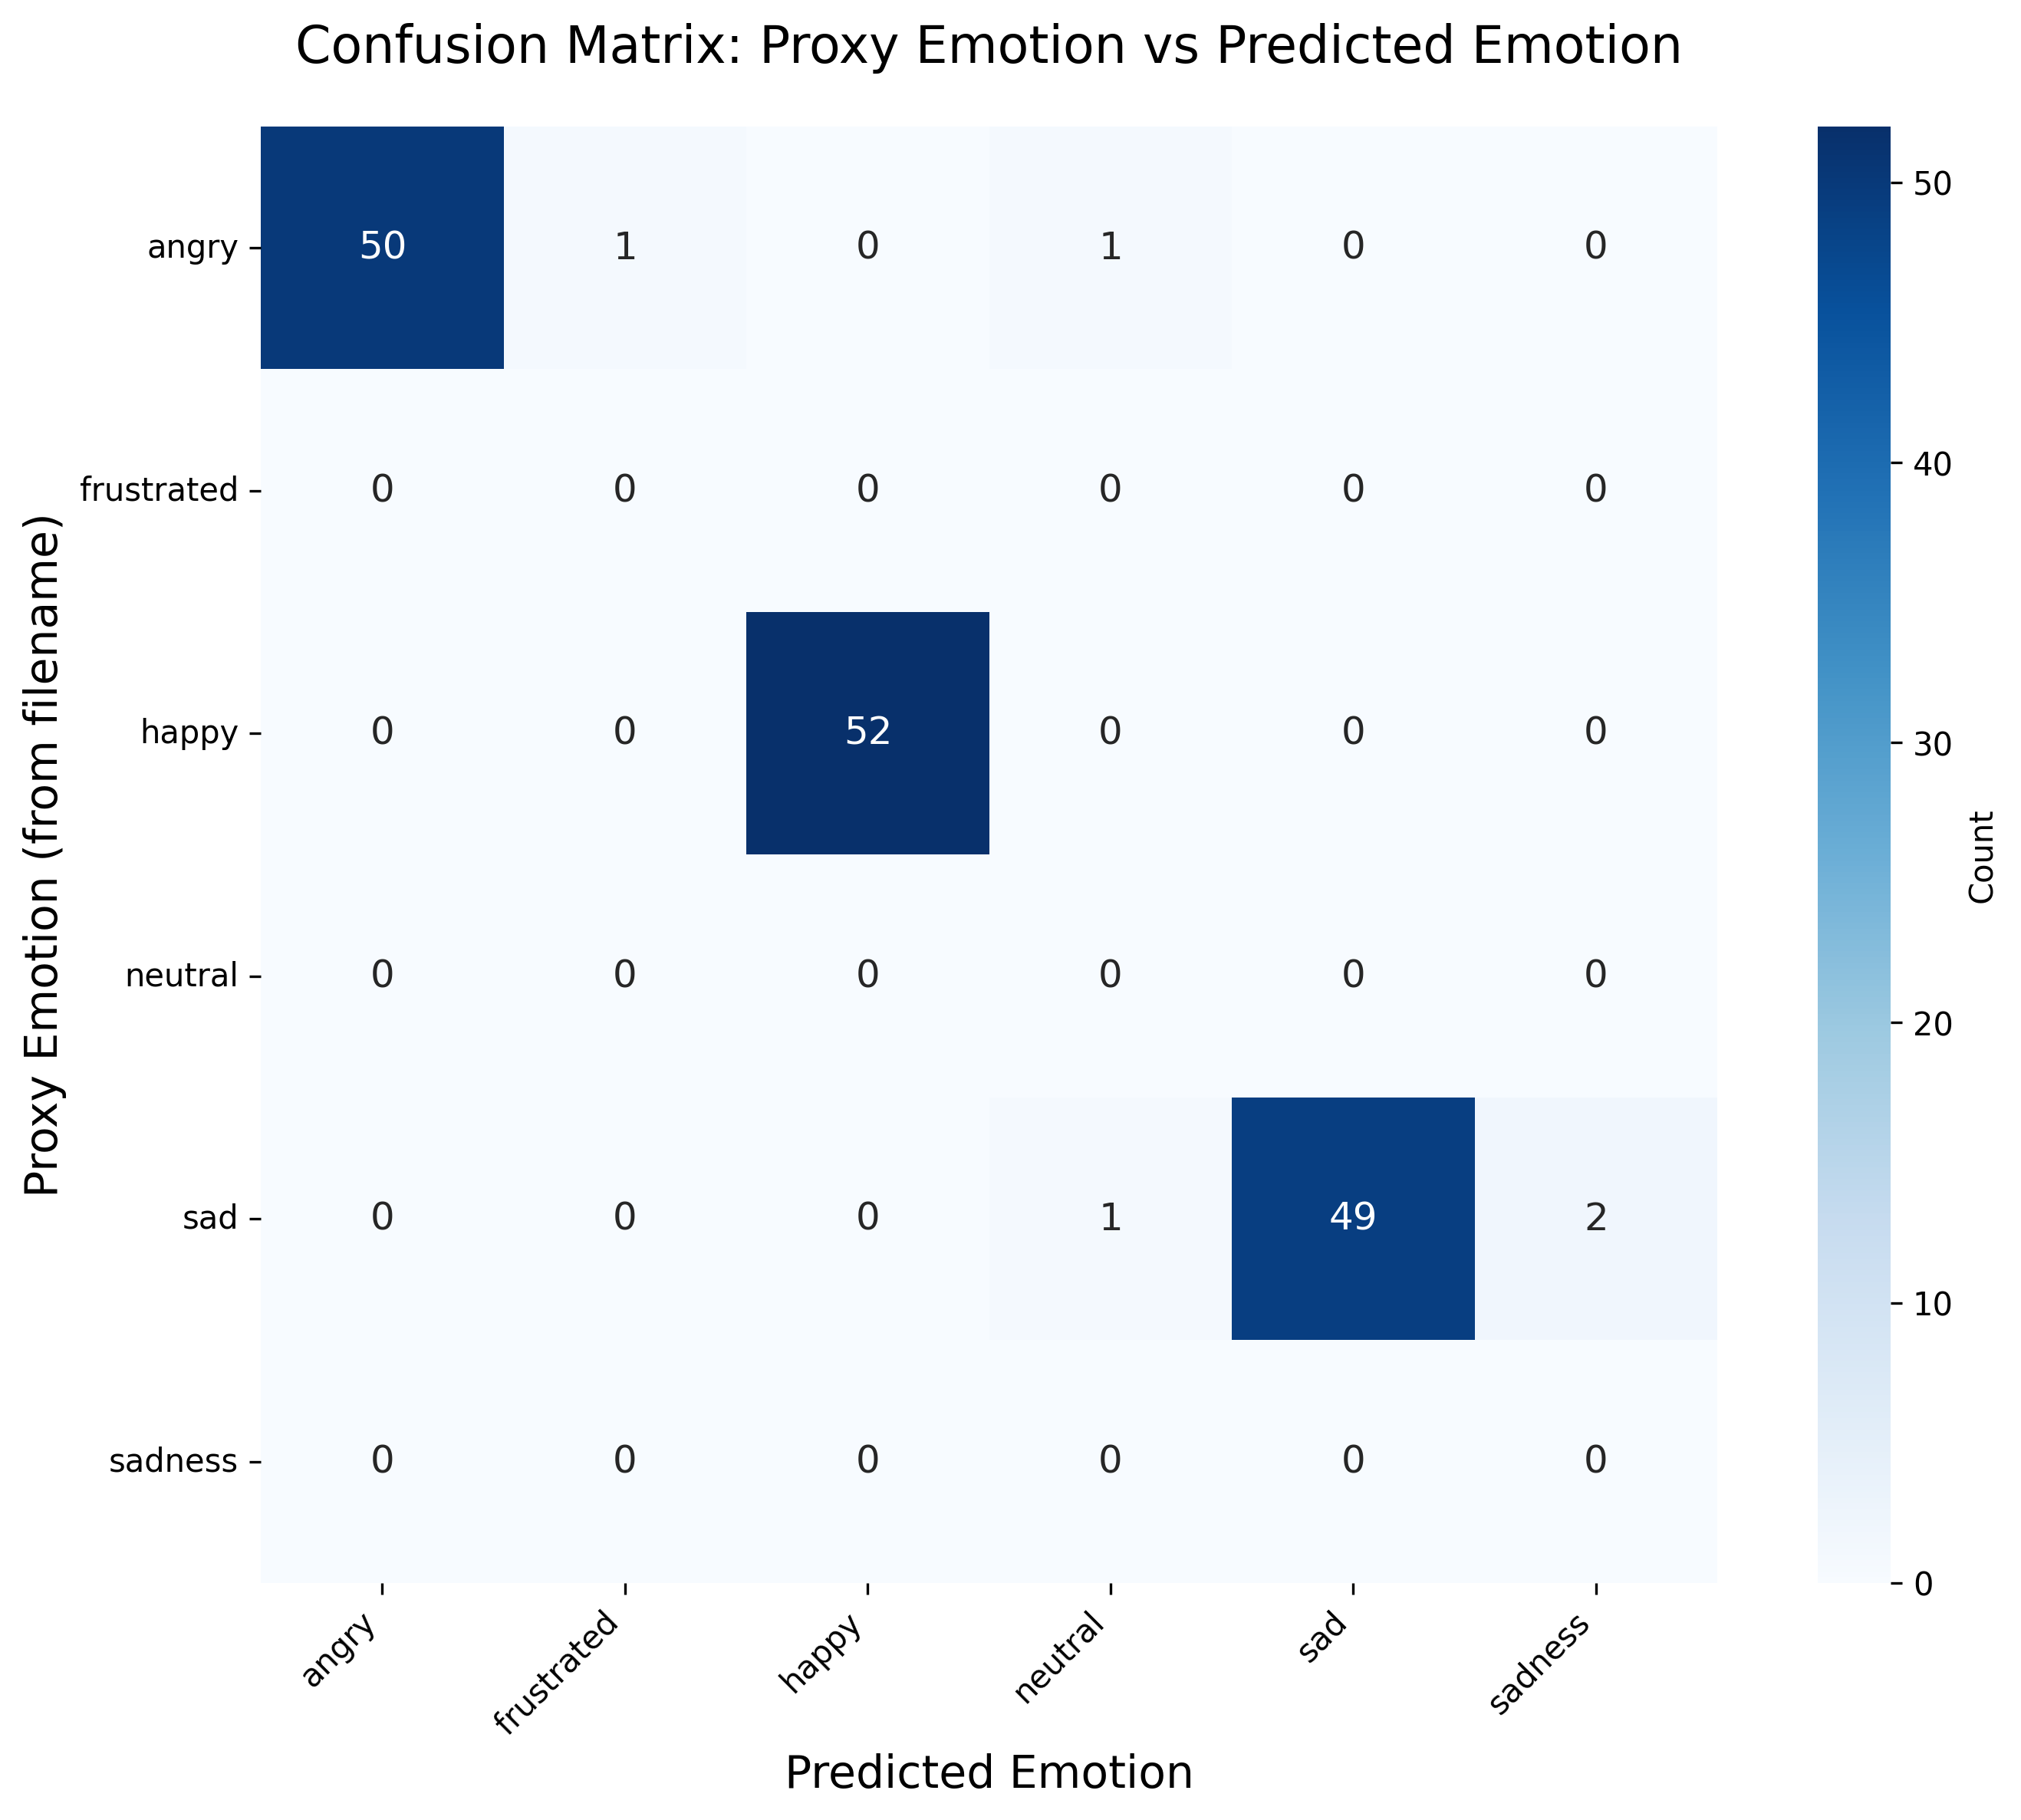 Confusion Matrix: Proxy Emotion vs Predicted Emotion
Proxy Emotion (from filename)
angry 50 1 0 1 0 0
frustrated 0 0 0 0 0 0
happy 0 0 52 0 0 0
neutral 0 0 0 0 0 0
sad 0 0 0 1 49 2
sadness 0 0 0 0 0 0
angry frustrated happy neutral sad sadness
Predicted Emotion
50
40
30
20
10
0
Count